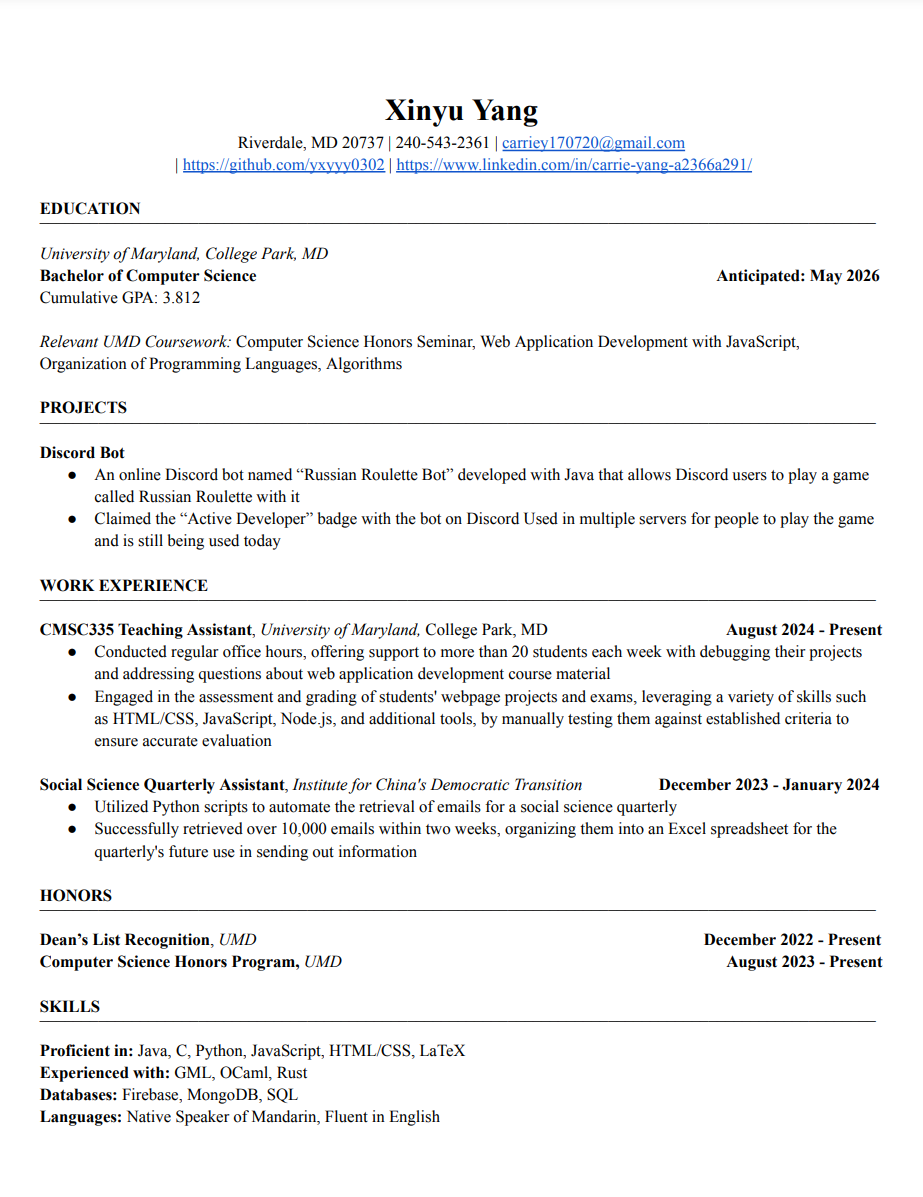 Xinyu Yang
Riverdale, MD 20737 | 240-543-2361 | carriey170720@gmail.com
| https://github.com/yxyyy0302 | https://www.linkedin.com/in/carrie-yang-a2366a291/
EDUCATION
University of Maryland, College Park, MD
Bachelor of Computer Science Anticipated: May 2026
Cumulative GPA: 3.812
Relevant UMD Coursework: Computer Science Honors Seminar, Web Application Development with JavaScript,
Organization of Programming Languages, Algorithms
PROJECTS
Discord Bot
● An online Discord bot named “Russian Roulette Bot” developed with Java that allows Discord users to play a game
called Russian Roulette with it
● Claimed the “Active Developer” badge with the bot on Discord Used in multiple servers for people to play the game
and is still being used today
WORK EXPERIENCE
CMSC335 Teaching Assistant, University of Maryland, College Park, MD August 2024 - Present
● Conducted regular office hours, offering support to more than 20 students each week with debugging their projects
and addressing questions about web application development course material
● Engaged in the assessment and grading of students' webpage projects and exams, leveraging a variety of skills such
as HTML/CSS, JavaScript, Node.js, and additional tools, by manually testing them against established criteria to
ensure accurate evaluation
Social Science Quarterly Assistant, Institute for China's Democratic Transition December 2023 - January 2024
● Utilized Python scripts to automate the retrieval of emails for a social science quarterly
● Successfully retrieved over 10,000 emails within two weeks, organizing them into an Excel spreadsheet for the
quarterly's future use in sending out information
HONORS
Dean’s List Recognition, UMD December 2022 - Present
Computer Science Honors Program, UMD August 2023 - Present
SKILLS
Proficient in: Java, C, Python, JavaScript, HTML/CSS, LaTeX
Experienced with: GML, OCaml, Rust
Databases: Firebase, MongoDB, SQL
Languages: Native Speaker of Mandarin, Fluent in English